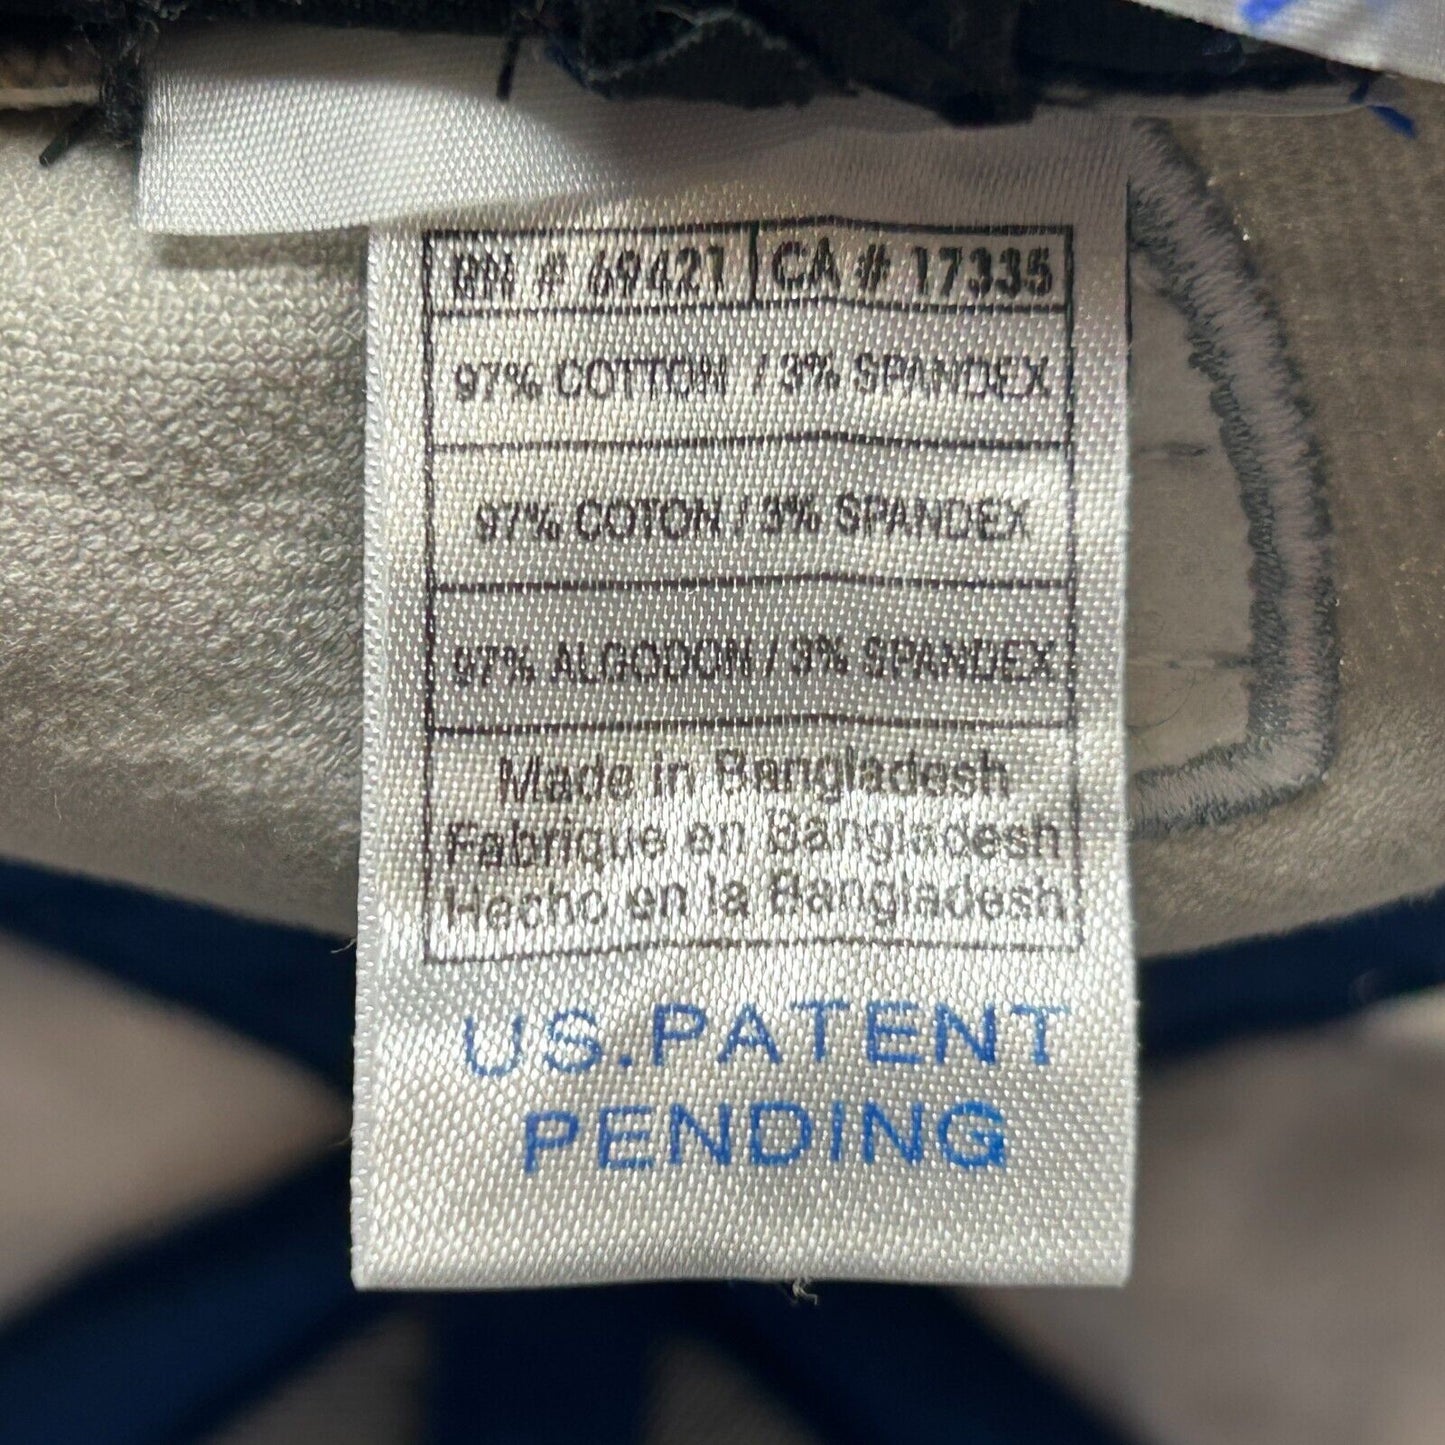 RN # 69421 | CA # 17335
97% COTTON / 3% SPANDEX
97% COTON / 3% SPANDEX
97% ALGODON / 3% SPANDEX
Made in Bangladesh
Fabrique en Bangladesh
Hecho en la Bangladesh
US.PATENT
PENDING